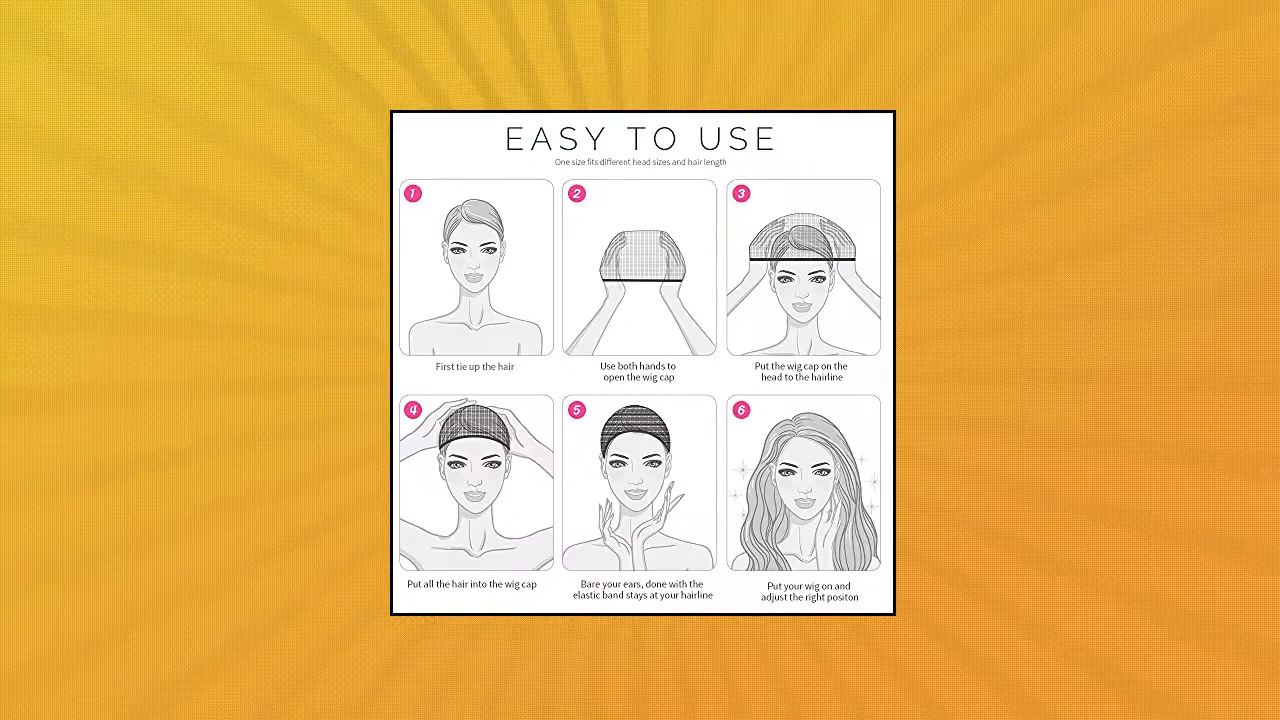 EASY TO USE
One size fits different head sizes and hair length
1
2
3
First tie up the hair
Use both hands to
open the wig cap
Put the wig cap on the
head to the hairline
4
5
6
Put all the hair into the wig cap
Bare your ears, done with the
elastic band stays at your hairline
Put your wig on and
adjust the right positon